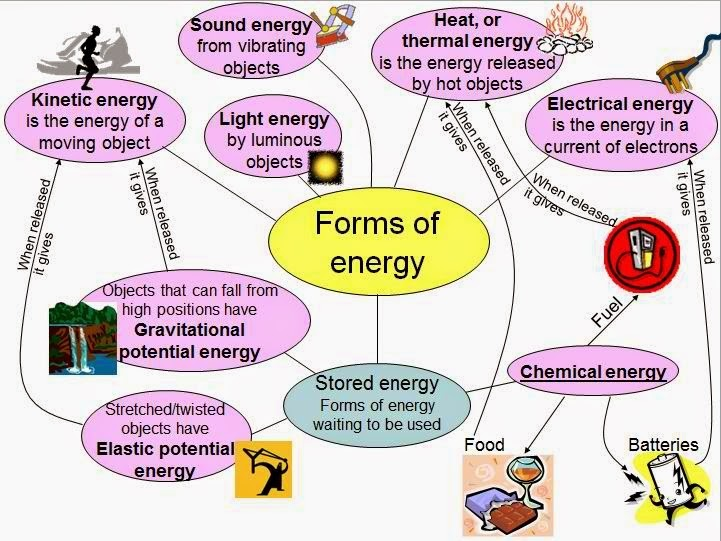 Sound energy
from vibrating
objects
Heat, or
thermal energy
is the energy released
by hot objects
Kinetic energy
is the energy of a
moving object
Light energy
by luminous
objects
Electrical energy
is the energy in a
current of electrons
When released
it gives
When released
it gives
When released
it gives
When released
it gives
When released
it gives
Forms of
energy
Objects that can fall from
high positions have
Gravitational
potential energy
Fuel
Stored energy
Forms of energy
waiting to be used
Chemical energy
Stretched/twisted
objects have
Elastic potential
energy
Food
Batteries